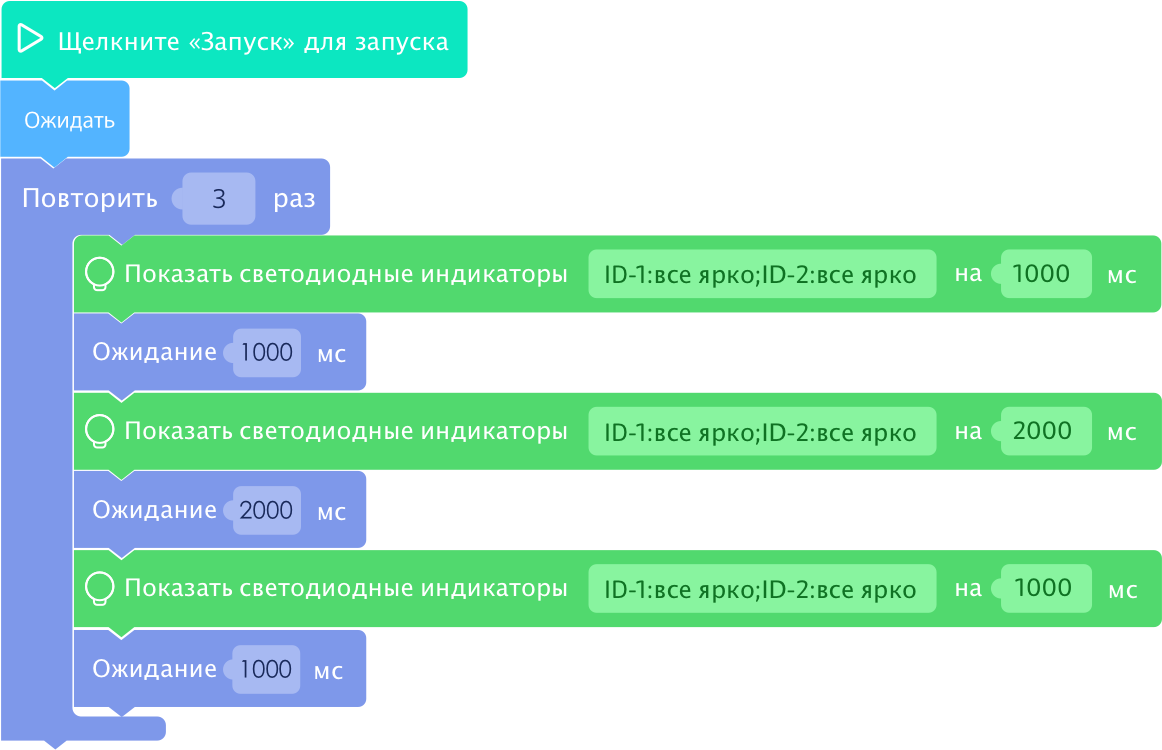 Щелкните «Запуск» для запуска
Ожидать
Повторить 3 раз
Показать светодиодные индикаторы ID-1:все ярко;ID-2:все ярко на 1000 мс
Ожидание 1000 мс
Показать светодиодные индикаторы ID-1:все ярко;ID-2:все ярко на 2000 мс
Ожидание 2000 мс
Показать светодиодные индикаторы ID-1:все ярко;ID-2:все ярко на 1000 мс
Ожидание 1000 мс